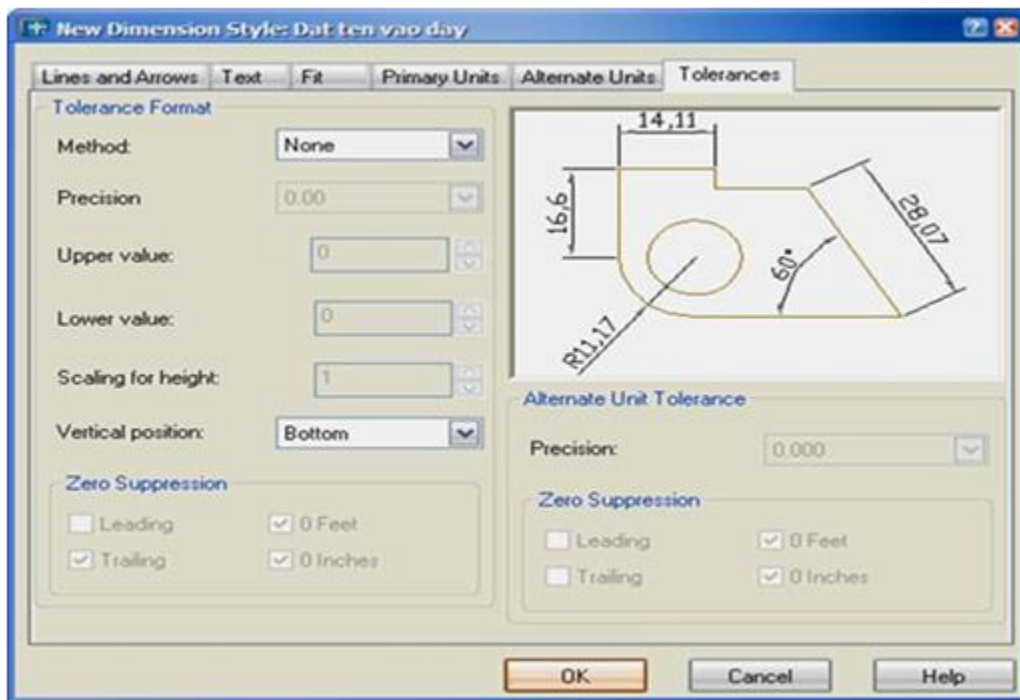 New Dimension Style: Dat ten vao day
Lines and Arrows Text Fit Primary Units Alternate Units Tolerances
Tolerance Format
Method: None
Precision 0.00
Upper value: 0
Lower value: 0
Scaling for height: 1
Vertical position: Bottom
Zero Suppression
Leading 0 Feet
Trailing 0 Inches
14,11
16,6
28,07
60°
R11,17
Alternate Unit Tolerance
Precision: 0.000
Zero Suppression
Leading 0 Feet
Trailing 0 Inches
OK Cancel Help